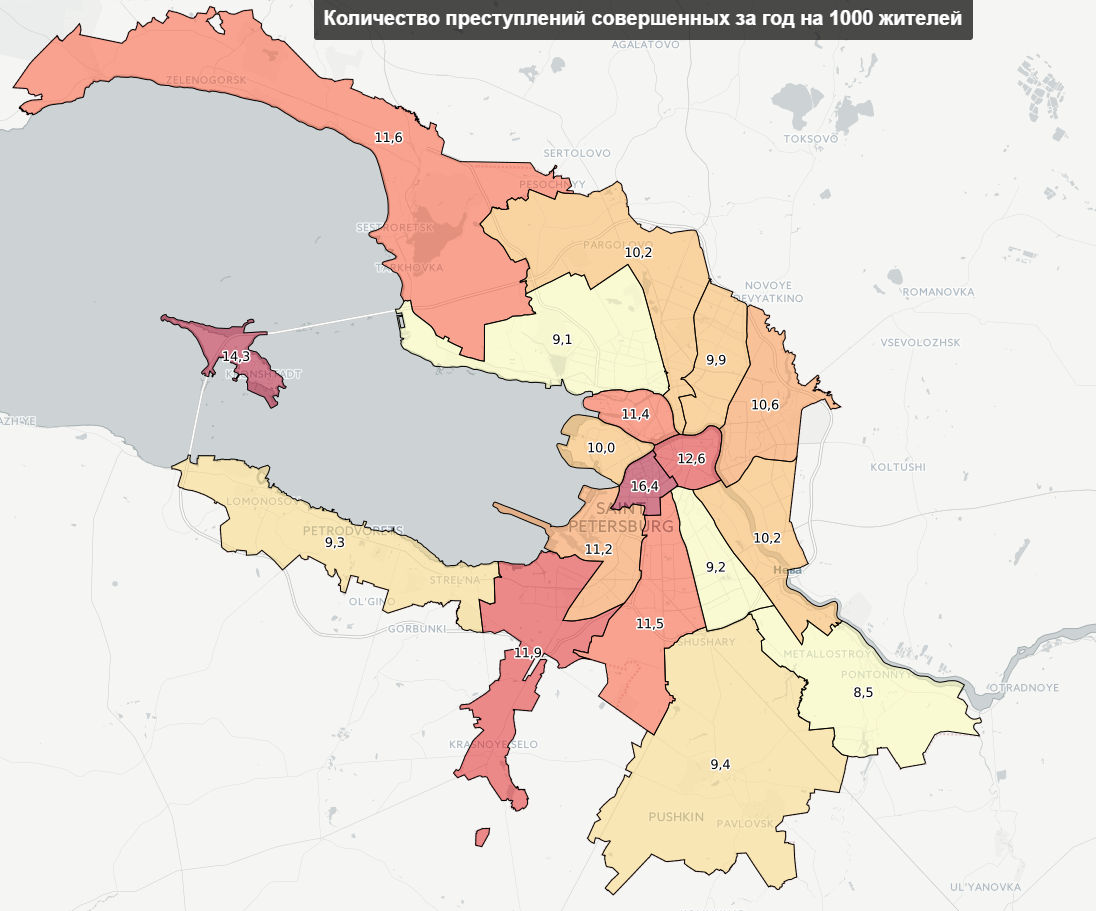 Количество преступлений совершенных за год на 1000 жителей
AGALATOVO
ZELENOGORSK
TOKSOVO
11,6
SERTOLOVO
PESOCHNYY
SESTRORETSK
PARGOLOVO
10,2
TARKHOVKA
NOVOYE
DEVYATKINO
ROMANOVKA
9,1
VSEVOLOZHSK
14,3
KRONSHTADT
9,9
10,6
11,4
AZH'YE
10,0
12,6
KOLTUSHI
16,4
LOMONOSOV
SAINT
PETERSBURG
PETRODVORETS
9,3
11,2
10,2
9,2
Нева
STREL'NA
OL'GINO
GORBUNKI
11,5
SHUSHARY
11,9
METALLOSTROY
PONTONNYY
8,5
OTRADNOYE
KRASNOYE SELO
9,4
PUSHKIN
PAVLOVSK
UL'YANOVKA